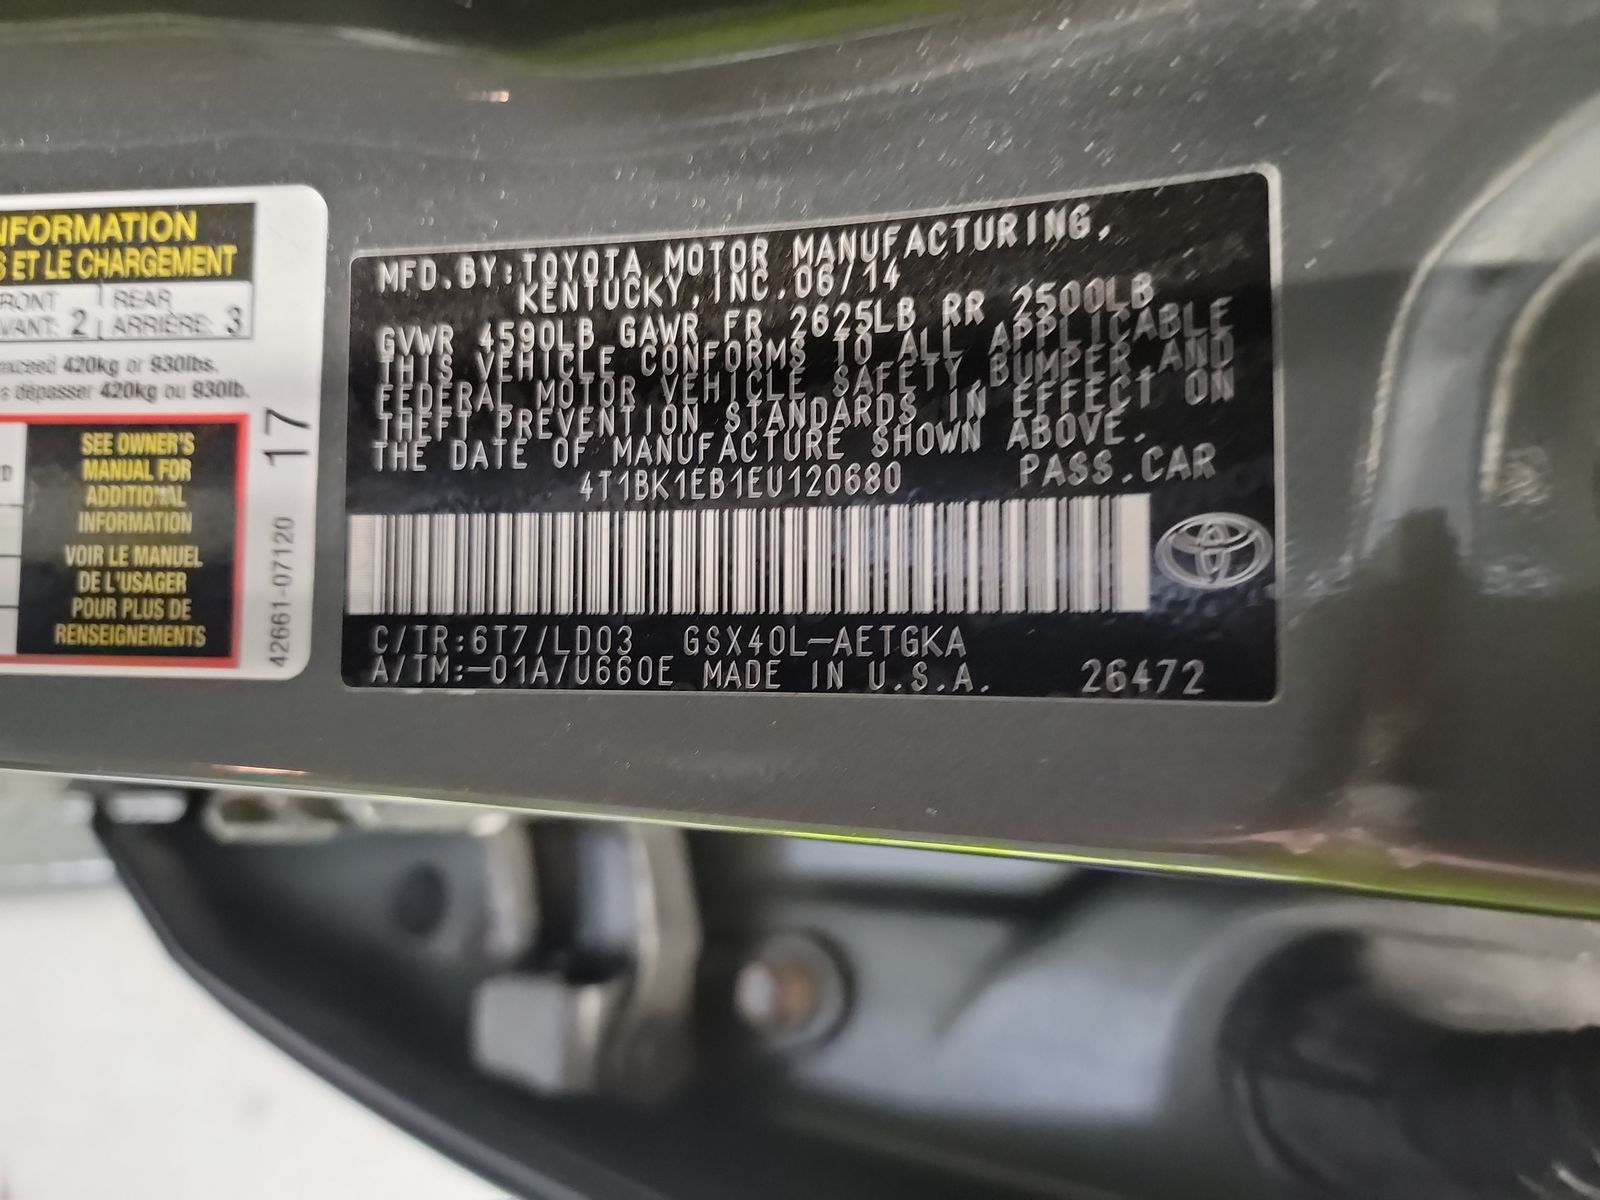 NFORMATION
S ET LE CHARGEMENT
RONT REAR
VANT: 2 ARRIÈRE: 3
exceed 420kg or 930lbs.
s dépasser 420kg ou 930lb.
SEE OWNER'S
MANUAL FOR
ADDITIONAL
INFORMATION
VOIR LE MANUEL
DE L'USAGER
POUR PLUS DE
RENSEIGNEMENTS
17
42661-07120
MFD.BY:TOYOTA MOTOR MANUFACTURING,
KENTUCKY,INC.06/14
GVWR 4590LB GAWR FR 2625LB RR 2500LB
THIS VEHICLE CONFORMS TO ALL APPLICABLE
FEDERAL MOTOR VEHICLE SAFETY,BUMPER,AND
THEFT PREVENTION STANDARDS IN EFFECT ON
THE DATE OF MANUFACTURE SHOWN ABOVE.
4T1BK1EB1EU120680 PASS.CAR
C/TR:6T7/LD03 GSX40L-AETGKA
A/TM:-01A/U660E MADE IN U.S.A. 26472